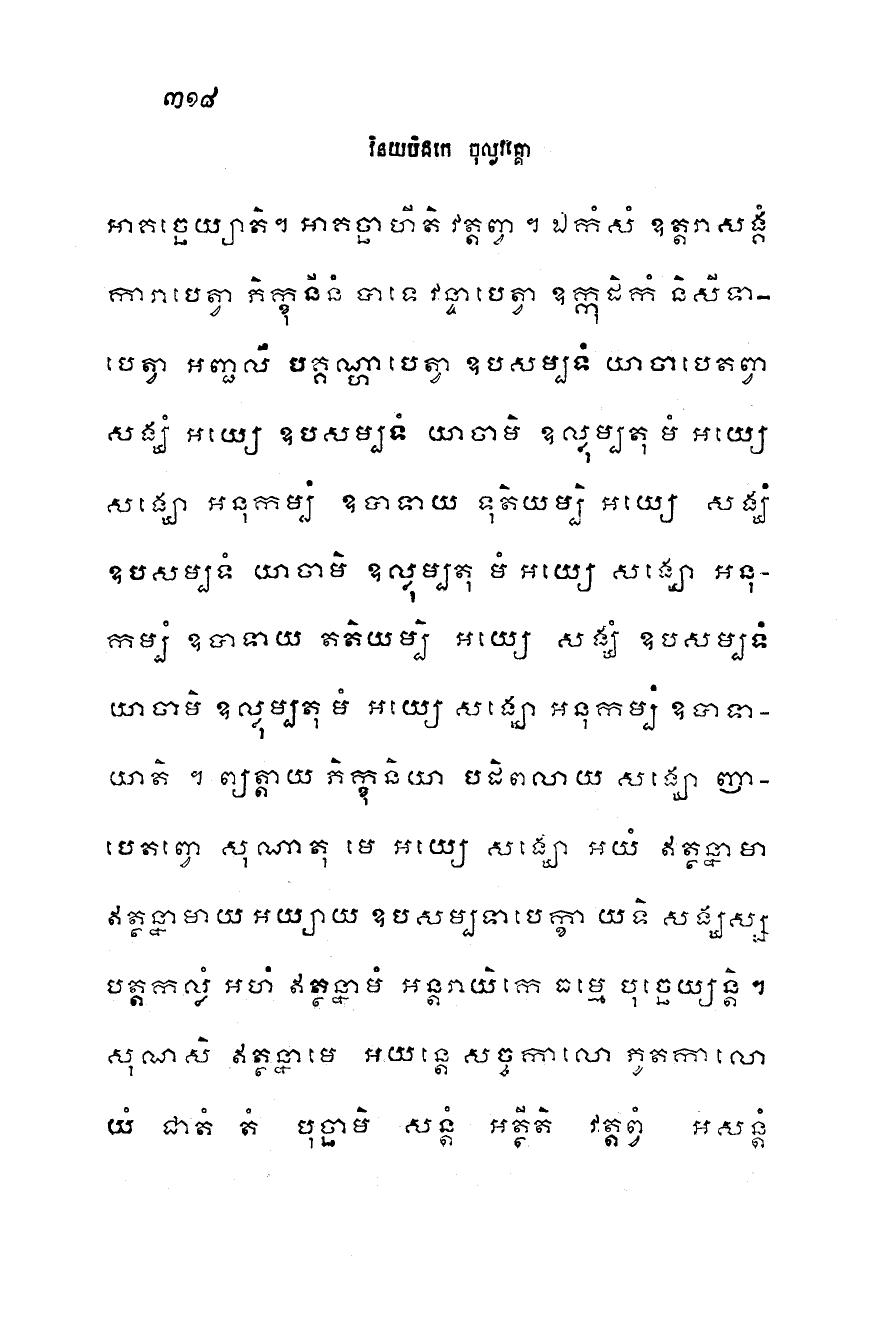 ៣១៨
វិនយបិដកេ ចុល្លវគ្គោ
អាគច្ឆេយ្យាតិ។ អាគច្ឆាហីតិ វត្តព្វា ។ ឯកំសំ ឧត្តរាសង្គំ
ការាបេត្វា ភិក្ខុនីនំ បាទេ វន្ទាបេត្វា ឧក្កុដិកំ និសីទា-
បេត្វា អញ្ជលឹ បគ្គណ្ហាបេត្វា ឧបសម្បទំ យាចាបេតព្វា
សង្ឃំ អយ្យេ ឧបសម្បទំ យាចាមិ ឧល្លុម្បតុ មំ អយ្យេ
សង្ឃោ អនុកម្បំ ឧបាទាយ ទុតិយម្បិ អយ្យេ សង្ឃំ
ឧបសម្បទំ យាចាមិ ឧល្លុម្បតុ មំ អយ្យេ សង្ឃោ អនុ-
កម្បំ ឧបាទាយ តតិយម្បិ អយ្យេ សង្ឃំ ឧបសម្បទំ
យាចាមិ ឧល្លុម្បតុ មំ អយ្យេ សង្ឃោ អនុកម្បំ ឧបាទា-
យាតិ ។ ព្យត្តាយ ភិក្ខុនិយា បដិពលាយ សង្ឃោ ញា-
បេតព្វោ សុណាតុ មេ អយ្យេ សង្ឃោ អយំ ឥត្ថន្នាមា
ឥត្ថន្នាមាយ អយ្យាយ ឧបសម្បទាបេក្ខា យទិ សង្ឃស្ស
បត្តកល្លំ អហំ ឥត្ថន្នាមំ អន្តរាយិកេ ធម្មេ បុច្ឆេយ្យន្តិ ។
សុណសិ ឥត្ថន្នាមេ អយន្តេ សច្ចកាលោ ភូតកាលោ
យំ ជាតំ តំ បុច្ឆាមិ សន្តំ អត្ថីតិ វត្តព្វំ អសន្តំ